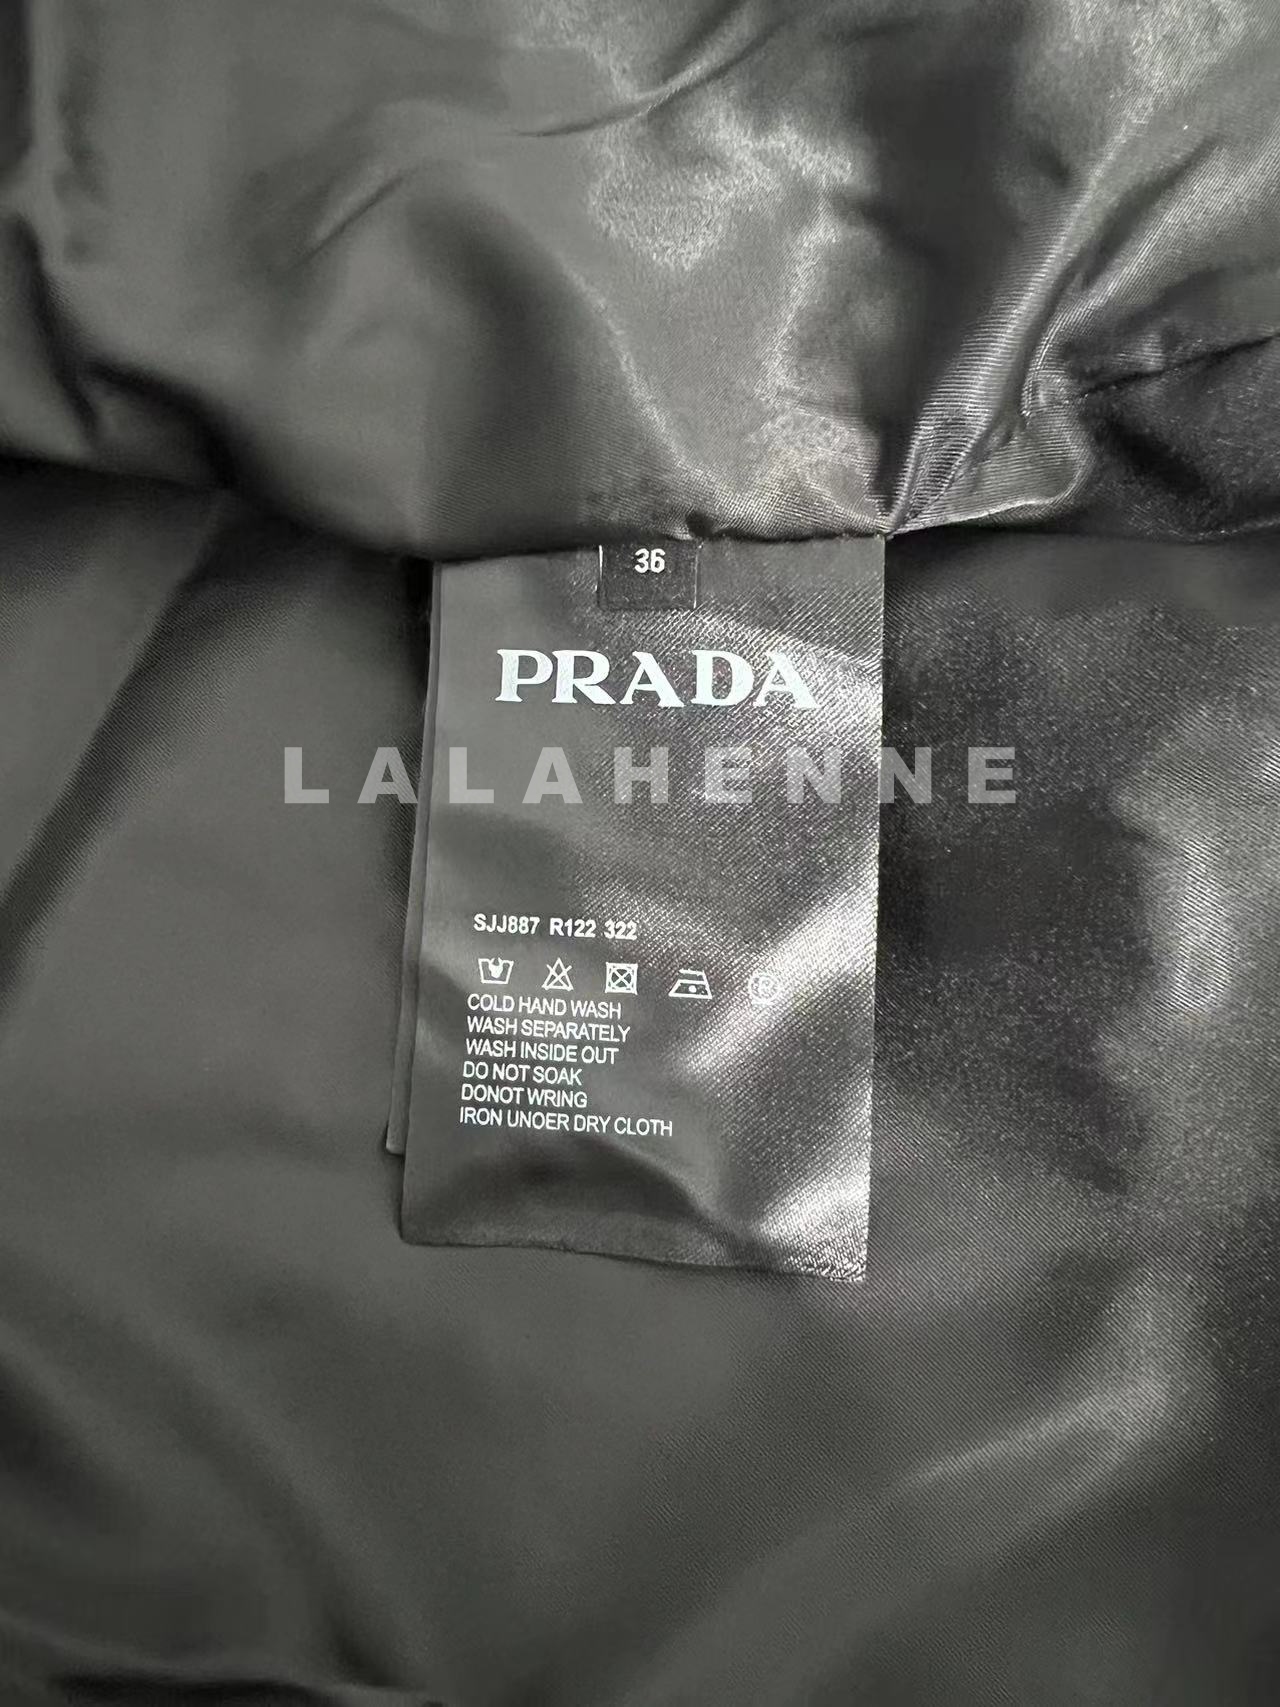 36
PRADA
LALAHENNE
SJJ887 R122 322
COLD HAND WASH
WASH SEPARATELY
WASH INSIDE OUT
DO NOT SOAK
DONOT WRING
IRON UNOER DRY CLOTH